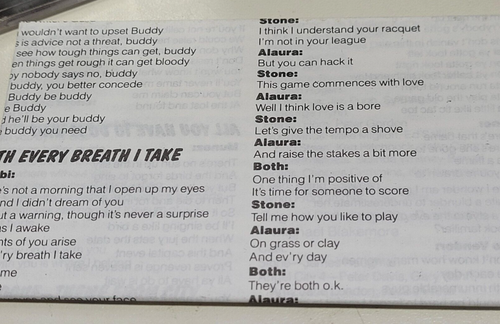 wouldn't want to upset Buddy
is advice not a threat, buddy
see how tough things can get, buddy
en things get rough it can get bloody
y nobody says no, buddy
buddy, you better concede
Buddy be buddy
e Buddy
d he'll be your buddy
buddy you need
TH EVERY BREATH I TAKE
bi:
e's not a morning that I open up my eyes
nd I didn't dream of you
ut a warning, though it's never a surprise
s I awake
nts of you arise
'ry breath I take
me
and see your face
Stone:
I think I understand your racquet
I'm not in your league
Alaura:
But you can hack it
Stone:
This game commences with love
Alaura:
Well I think love is a bore
Stone:
Let's give the tempo a shove
Alaura:
And raise the stakes a bit more
Both:
One thing I'm positive of
It's time for someone to score
Stone:
Tell me how you like to play
Alaura:
On grass or clay
And ev'ry day
Both:
They're both o.k.
Alaura: